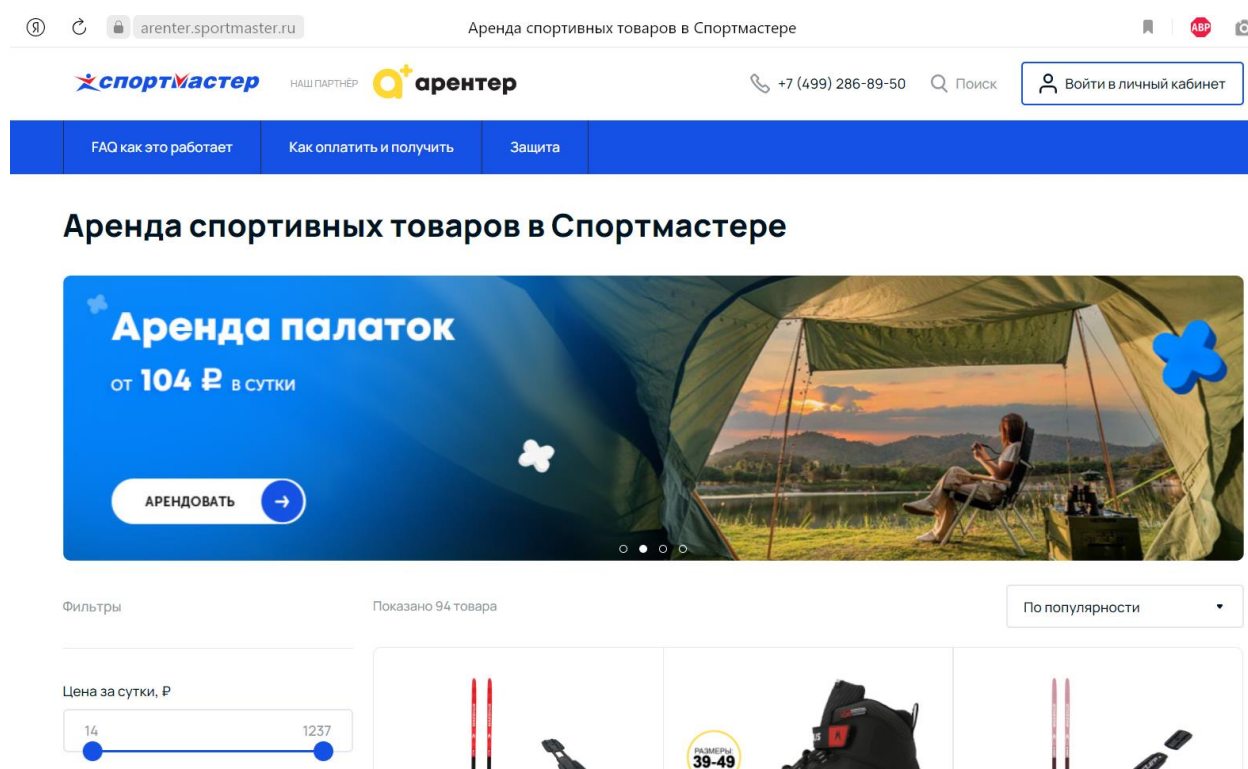 Я
arenter.sportmaster.ru
Аренда спортивных товаров в Спортмастере
ABP
спортмастер
НАШ ПАРТНЁР
a+ арентер
+7 (499) 286-89-50
Поиск
Войти в личный кабинет
FAQ как это работает
Как оплатить и получить
Защита
Аренда спортивных товаров в Спортмастере
Аренда палаток
от 104 ₽ в сутки
АРЕНДОВАТЬ
Фильтры
Показано 94 товара
По популярности
Цена за сутки, ₽
14
1237
РАЗМЕРЫ:
39-49